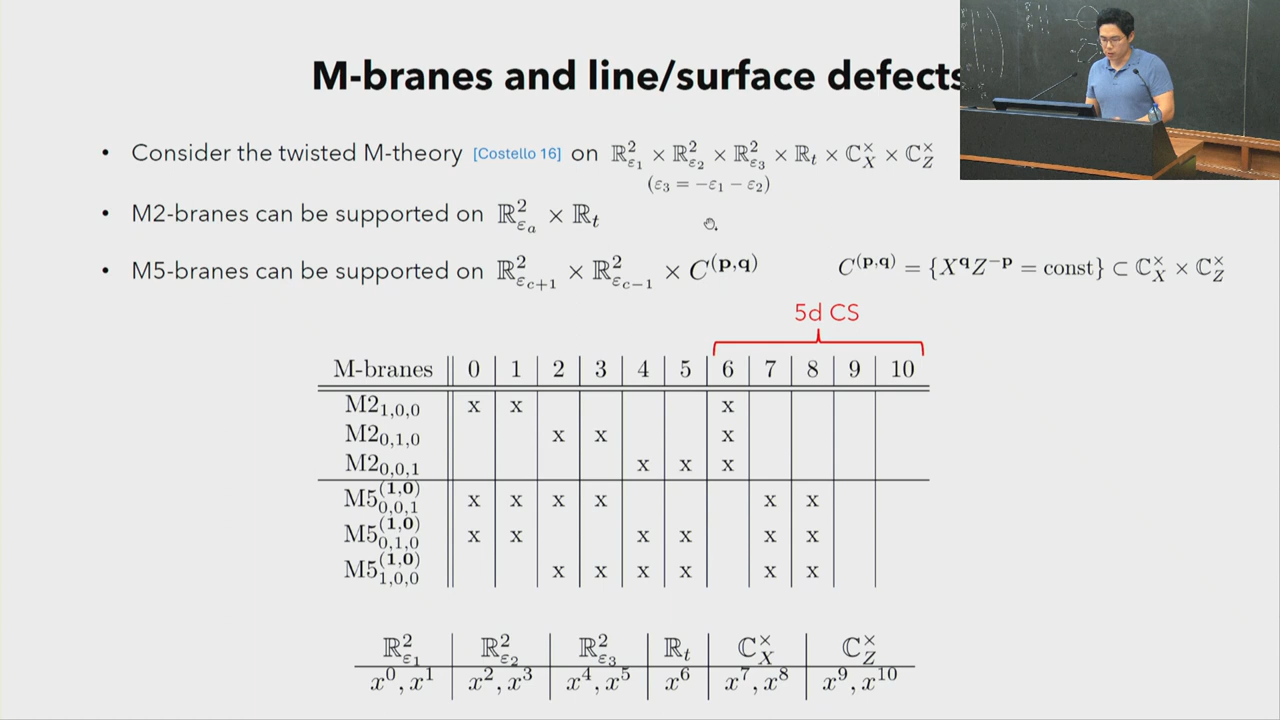 M-branes and line/surface defects
• Consider the twisted M-theory [Costello 16] on ℝ²_ε₁ × ℝ²_ε₂ × ℝ²_ε₃ × ℝ_t × ℂ^×_X × ℂ^×_Z
(ε₃ = −ε₁ − ε₂)
• M2-branes can be supported on ℝ²_{ε_a} × ℝ_t
• M5-branes can be supported on ℝ²_{ε_{c+1}} × ℝ²_{ε_{c−1}} × C^{(p,q)} C^{(p,q)} = {X^q Z^{−p} = const} ⊂ ℂ^×_X × ℂ^×_Z
5d CS
M-branes 0 1 2 3 4 5 6 7 8 9 10
M2_{1,0,0} x x x
M2_{0,1,0} x x x
M2_{0,0,1} x x x
M5^{(1,0)}_{0,0,1} x x x x x x
M5^{(1,0)}_{0,1,0} x x x x x x
M5^{(1,0)}_{1,0,0} x x x x x x
ℝ²_ε₁ ℝ²_ε₂ ℝ²_ε₃ ℝ_t ℂ^×_X ℂ^×_Z
x⁰, x¹ x², x³ x⁴, x⁵ x⁶ x⁷, x⁸ x⁹, x¹⁰